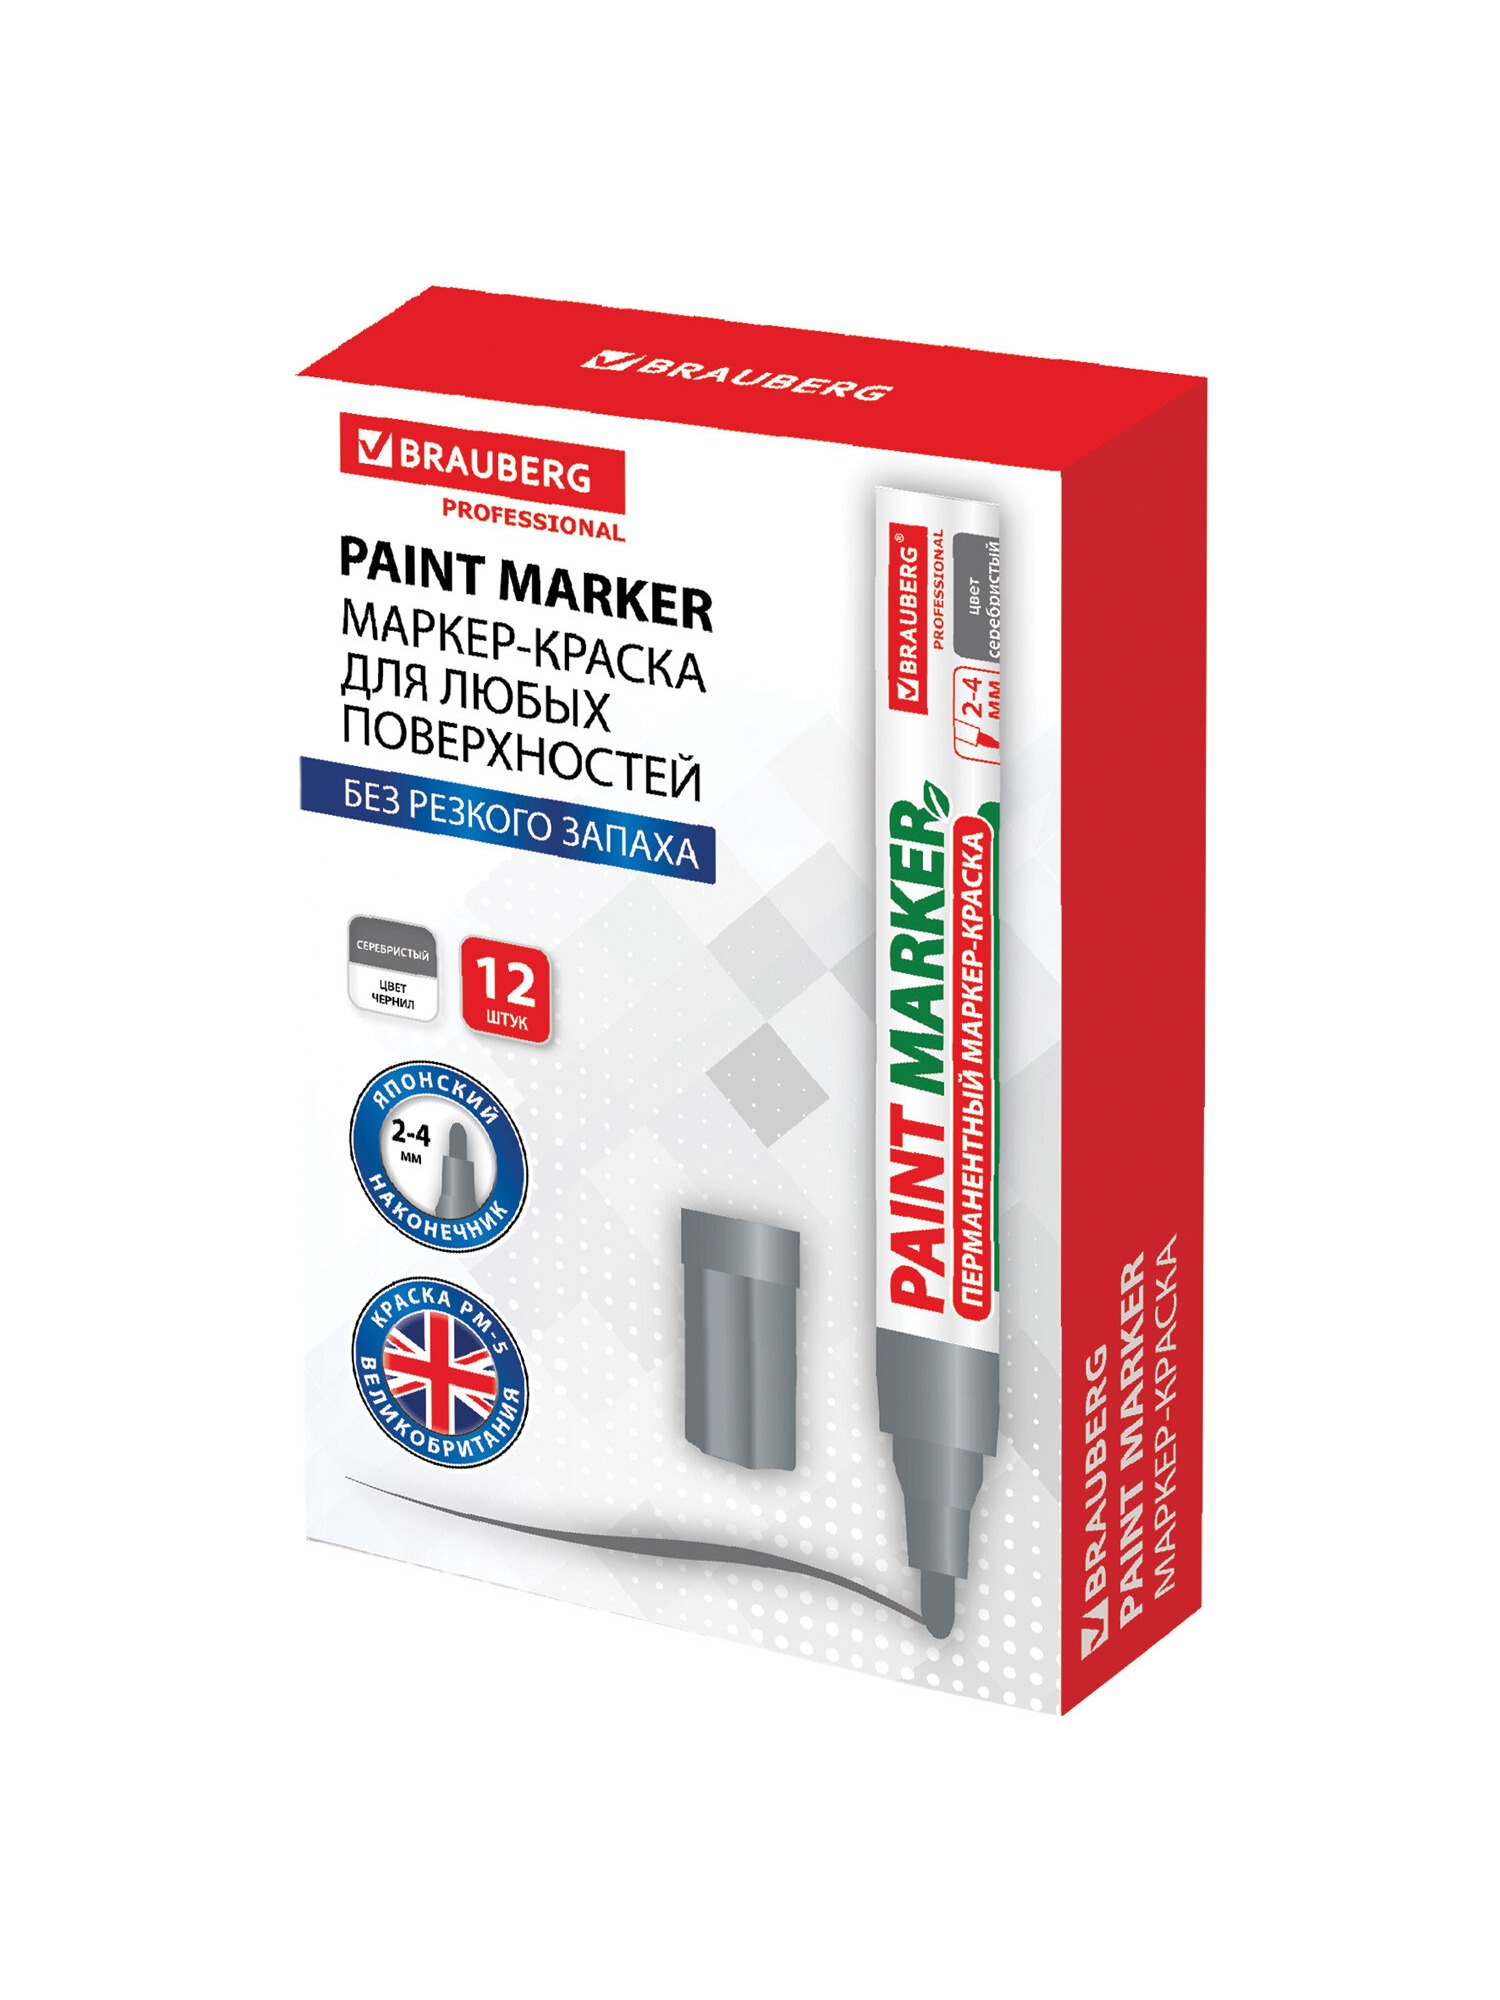 BRAUBERG
BRAUBERG
PROFESSIONAL
PAINT MARKER
МАРКЕР-КРАСКА
ДЛЯ ЛЮБЫХ
ПОВЕРХНОСТЕЙ
БЕЗ РЕЗКОГО ЗАПАХА
СЕРЕБРИСТЫЙ
ЦВЕТ
ЧЕРНИЛ
12
ШТУК
ЯПОНСКИЙ
2-4
ММ
НАКОНЕЧНИК
КРАСКА PM-5
ВЕЛИКОБРИТАНИЯ
BRAUBERG®
PROFESSIONAL
цвет
серебристый
2-4
ММ
PAINT MARKER
ПЕРМАНЕНТНЫЙ МАРКЕР-КРАСКА
BRAUBERG
PAINT MARKER
МАРКЕР-КРАСКА